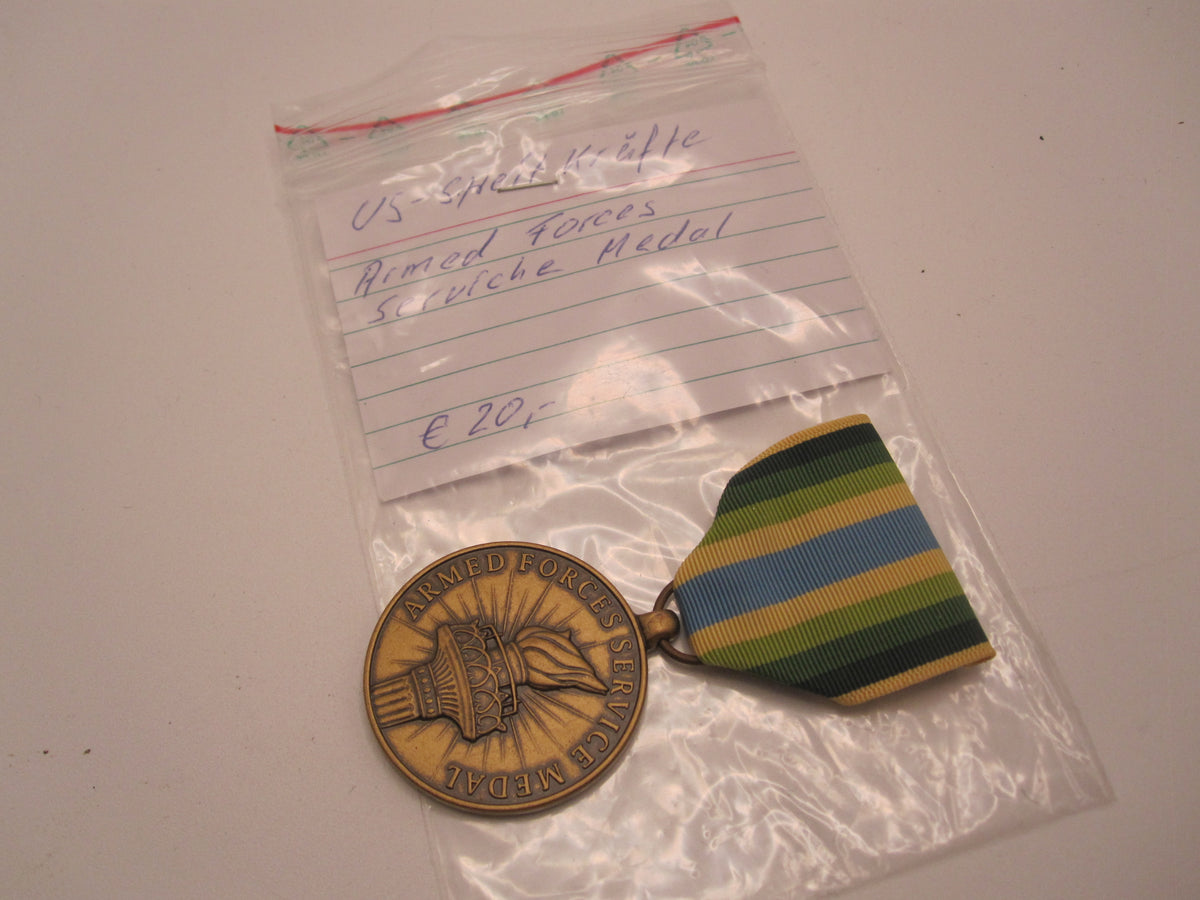 US-Streitkräfte
Armed Forces
Serviche Medal
€ 20,-
ARMED FORCES SERVICE MEDAL